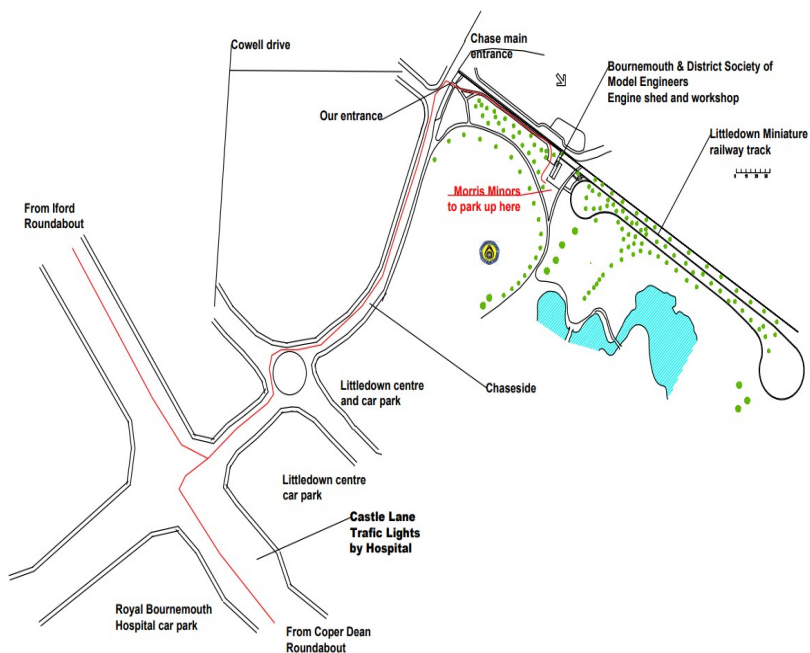 Cowell drive
Chase main
entrance
Our entrance
Bournemouth & District Society of
Model Engineers
Engine shed and workshop
Littledown Miniature
railway track
Morris Minors
to park up here
From Iford
Roundabout
Littledown centre
and car park
Chaseside
Littledown centre
car park
Castle Lane
Trafic Lights
by Hospital
Royal Bournemouth
Hospital car park
From Coper Dean
Roundabout